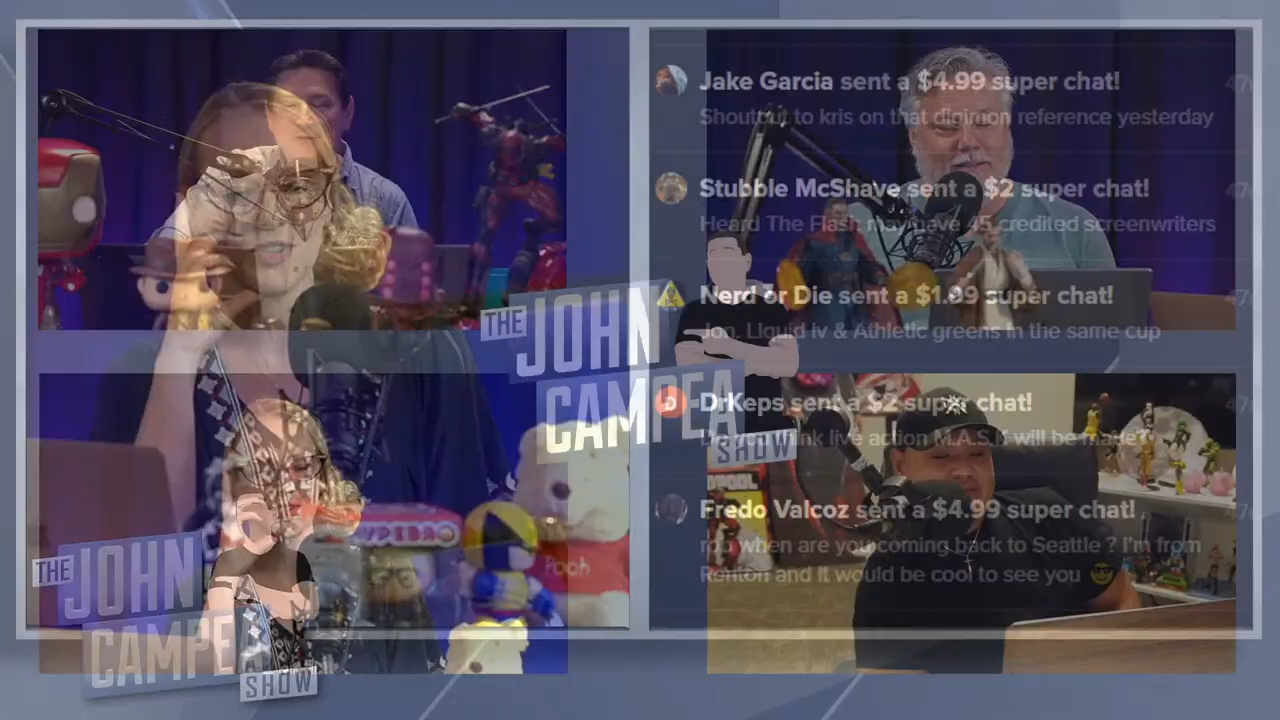 Jake Garcia sent a $4.99 super chat!
Shoutout to kris on that digimon reference yesterday
Stubble McShave sent a $2 super chat!
Heard The Flash may have 45 credited screenwriters
Nerd or Die sent a $1.99 super chat!
Jon, Liquid iv & Athletic greens in the same cup
DrKeps sent a $2 super chat!
think live action M.A.S.K will be made?
Fredo Valcoz sent a $4.99 super chat!
rob when are you coming back to Seattle ? I'm from
Renton and it would be cool to see you 😎
THE
JOHN
CAMPEA
SHOW
THE
JOHN
CAMPEA
SHOW
Pooh